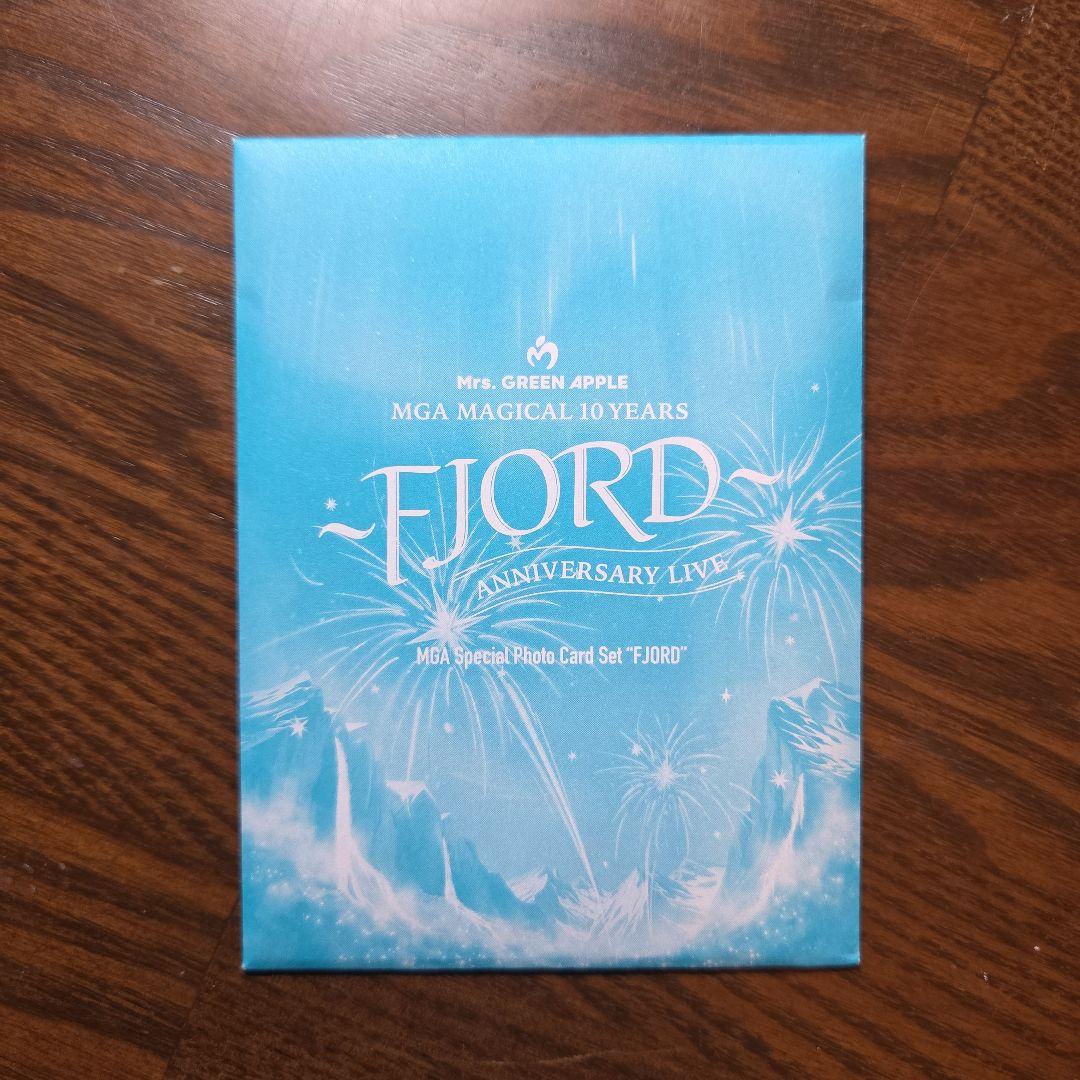 Mrs. GREEN APPLE
MGA MAGICAL 10 YEARS
~FJORD~
ANNIVERSARY LIVE
MGA Special Photo Card Set "FJORD"